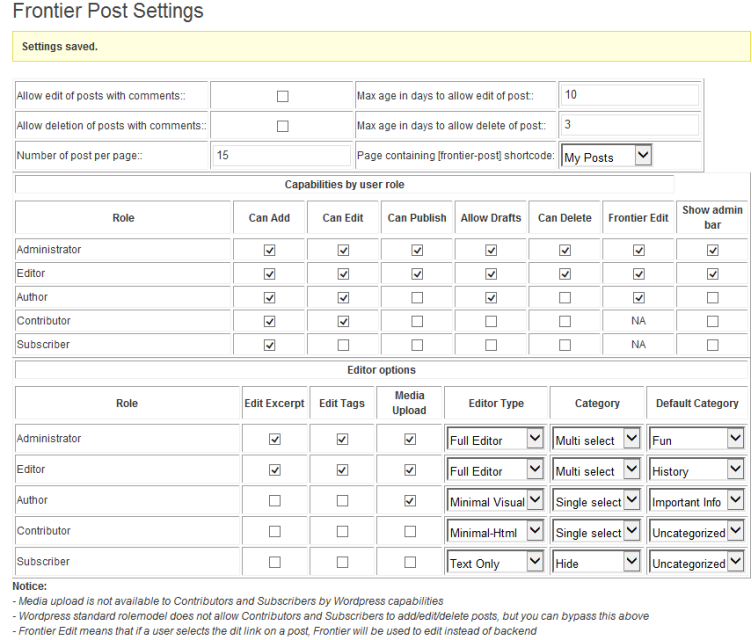 Frontier Post Settings
Settings saved.
Allow edit of posts with comments:: Max age in days to allow edit of post:: 10
Allow deletion of posts with comments:: Max age in days to allow delete of post:: 3
Number of post per page:: 15 Page containing [frontier-post] shortcode: My Posts
Capabilities by user role
Role Can Add Can Edit Can Publish Allow Drafts Can Delete Frontier Edit Show admin bar
Administrator
Editor
Author
Contributor NA
Subscriber NA
Editor options
Role Edit Excerpt Edit Tags Media Upload Editor Type Category Default Category
Administrator Full Editor Multi select Fun
Editor Full Editor Multi select History
Author Minimal Visual Single select Important Info
Contributor Minimal-Html Single select Uncategorized
Subscriber Text Only Hide Uncategorized
Notice:
- Media upload is not available to Contributors and Subscribers by Wordpress capabilities
- Wordpress standard rolemodel does not allow Contributors and Subscribers to add/edit/delete posts, but you can bypass this above
- Frontier Edit means that if a user selects the dit link on a post, Frontier will be used to edit instead of backend